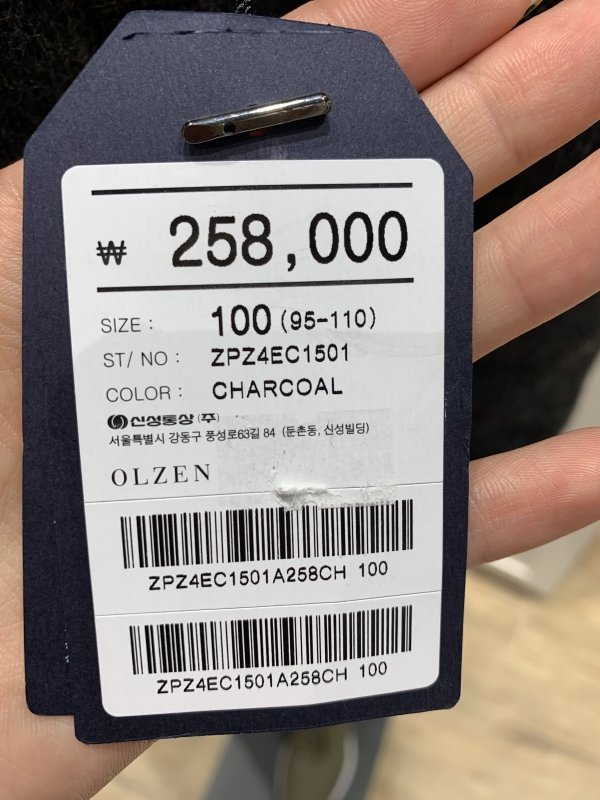 ₩ 258,000
SIZE : 100 (95-110)
ST/ NO : ZPZ4EC1501
COLOR : CHARCOAL
신성통상 (주)
서울특별시 강동구 풍성로63길 84 (둔촌동, 신성빌딩)
OLZEN
ZPZ4EC1501A258CH 100
ZPZ4EC1501A258CH 100